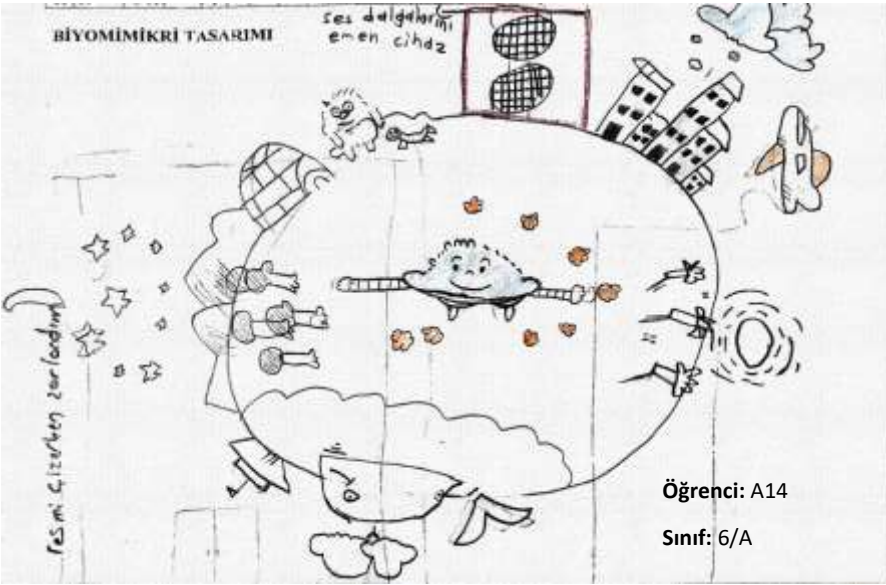 BİYOMİMİKRİ TASARIMI
ses dalgalarını
emen cihaz
resmi çizerken zorlandım
Öğrenci: A14
Sınıf: 6/A